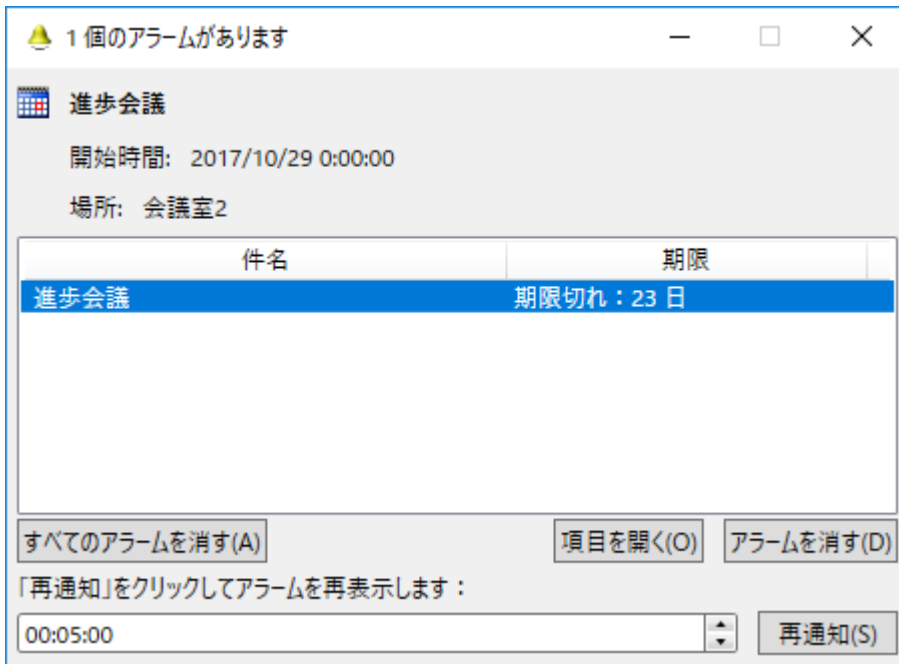 1 個のアラームがあります
進歩会議
開始時間: 2017/10/29 0:00:00
場所: 会議室2
件名 期限
進歩会議 期限切れ：23 日
すべてのアラームを消す(A) 項目を開く(O) アラームを消す(D)
「再通知」をクリックしてアラームを再表示します：
00:05:00 再通知(S)